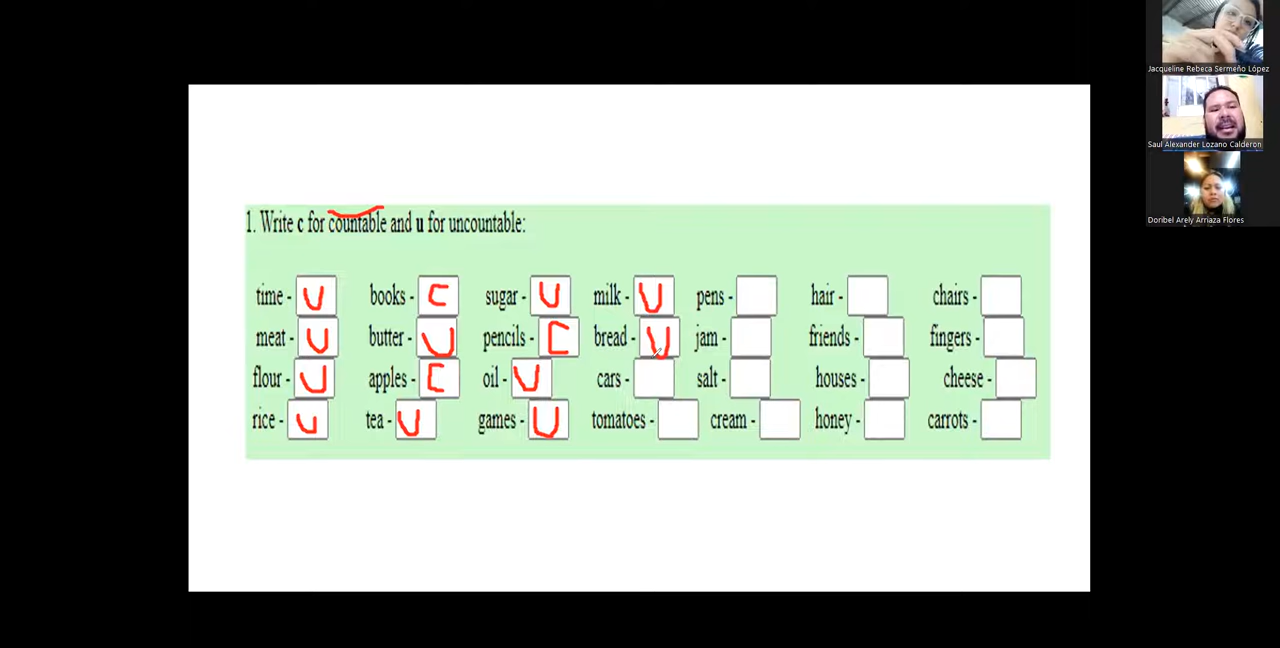 1. Write c for countable and u for uncountable:
time - U books - C sugar - U milk - U pens - hair - chairs -
meat - U butter - U pencils - C bread - U jam - friends - fingers -
flour - U apples - C oil - U cars - salt - houses - cheese -
rice - u tea - U games - U tomatoes - cream - honey - carrots -
Jacqueline Rebeca Sermeño López
Saul Alexander Lozano Calderon
Doribel Arely Arriaza Flores